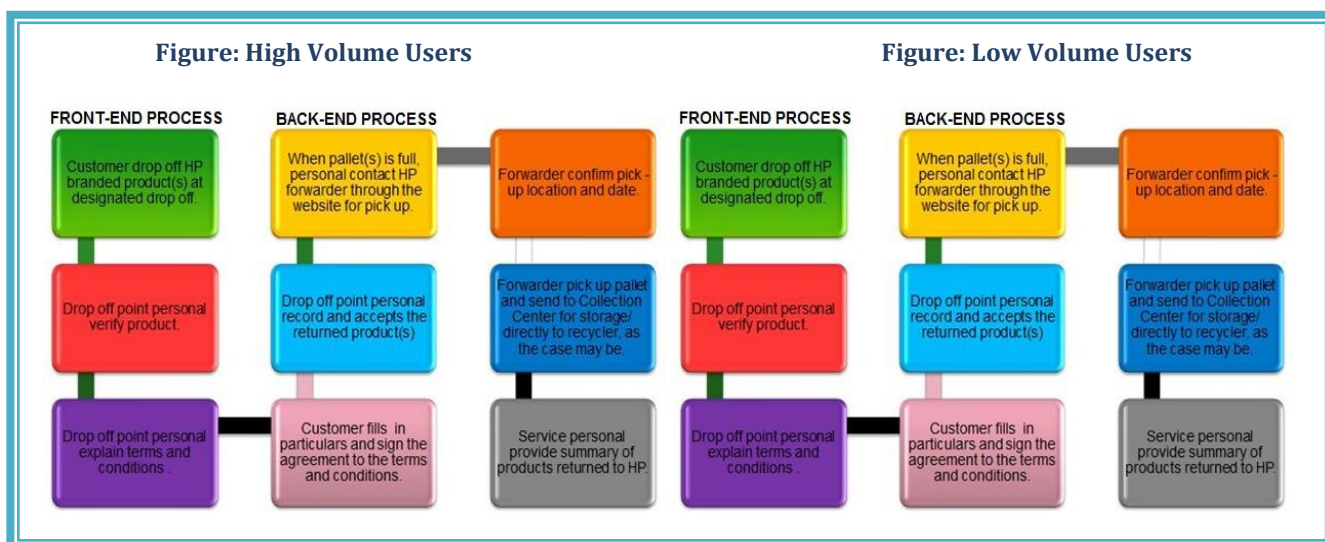 Figure: High Volume Users
FRONT-END PROCESS
BACK-END PROCESS
Customer drop off HP
branded product(s) at
designated drop off.
Drop off point personal
verify product.
Drop off point personal
explain terms and
conditions .
Customer fills in
particulars and sign the
agreement to the terms
and conditions.
Drop off point personal
record and accepts the
returned product(s)
When pallet(s) is full,
personal contact HP
forwarder through the
website for pick up.
Forwarder confirm pick -
up location and date.
Forwarder pick up pallet
and send to Collection
Center for storage/
directly to recycler, as
the case may be.
Service personal
provide summary of
products returned to HP.
Figure: Low Volume Users
FRONT-END PROCESS
BACK-END PROCESS
Customer drop off HP
branded product(s) at
designated drop off.
Drop off point personal
verify product.
Drop off point personal
explain terms and
conditions .
Customer fills in
particulars and sign the
agreement to the terms
and conditions.
Drop off point personal
record and accepts the
returned product(s)
When pallet(s) is full,
personal contact HP
forwarder through the
website for pick up.
Forwarder confirm pick -
up location and date.
Forwarder pick up pallet
and send to Collection
Center for storage/
directly to recycler, as
the case may be.
Service personal
provide summary of
products returned to HP.